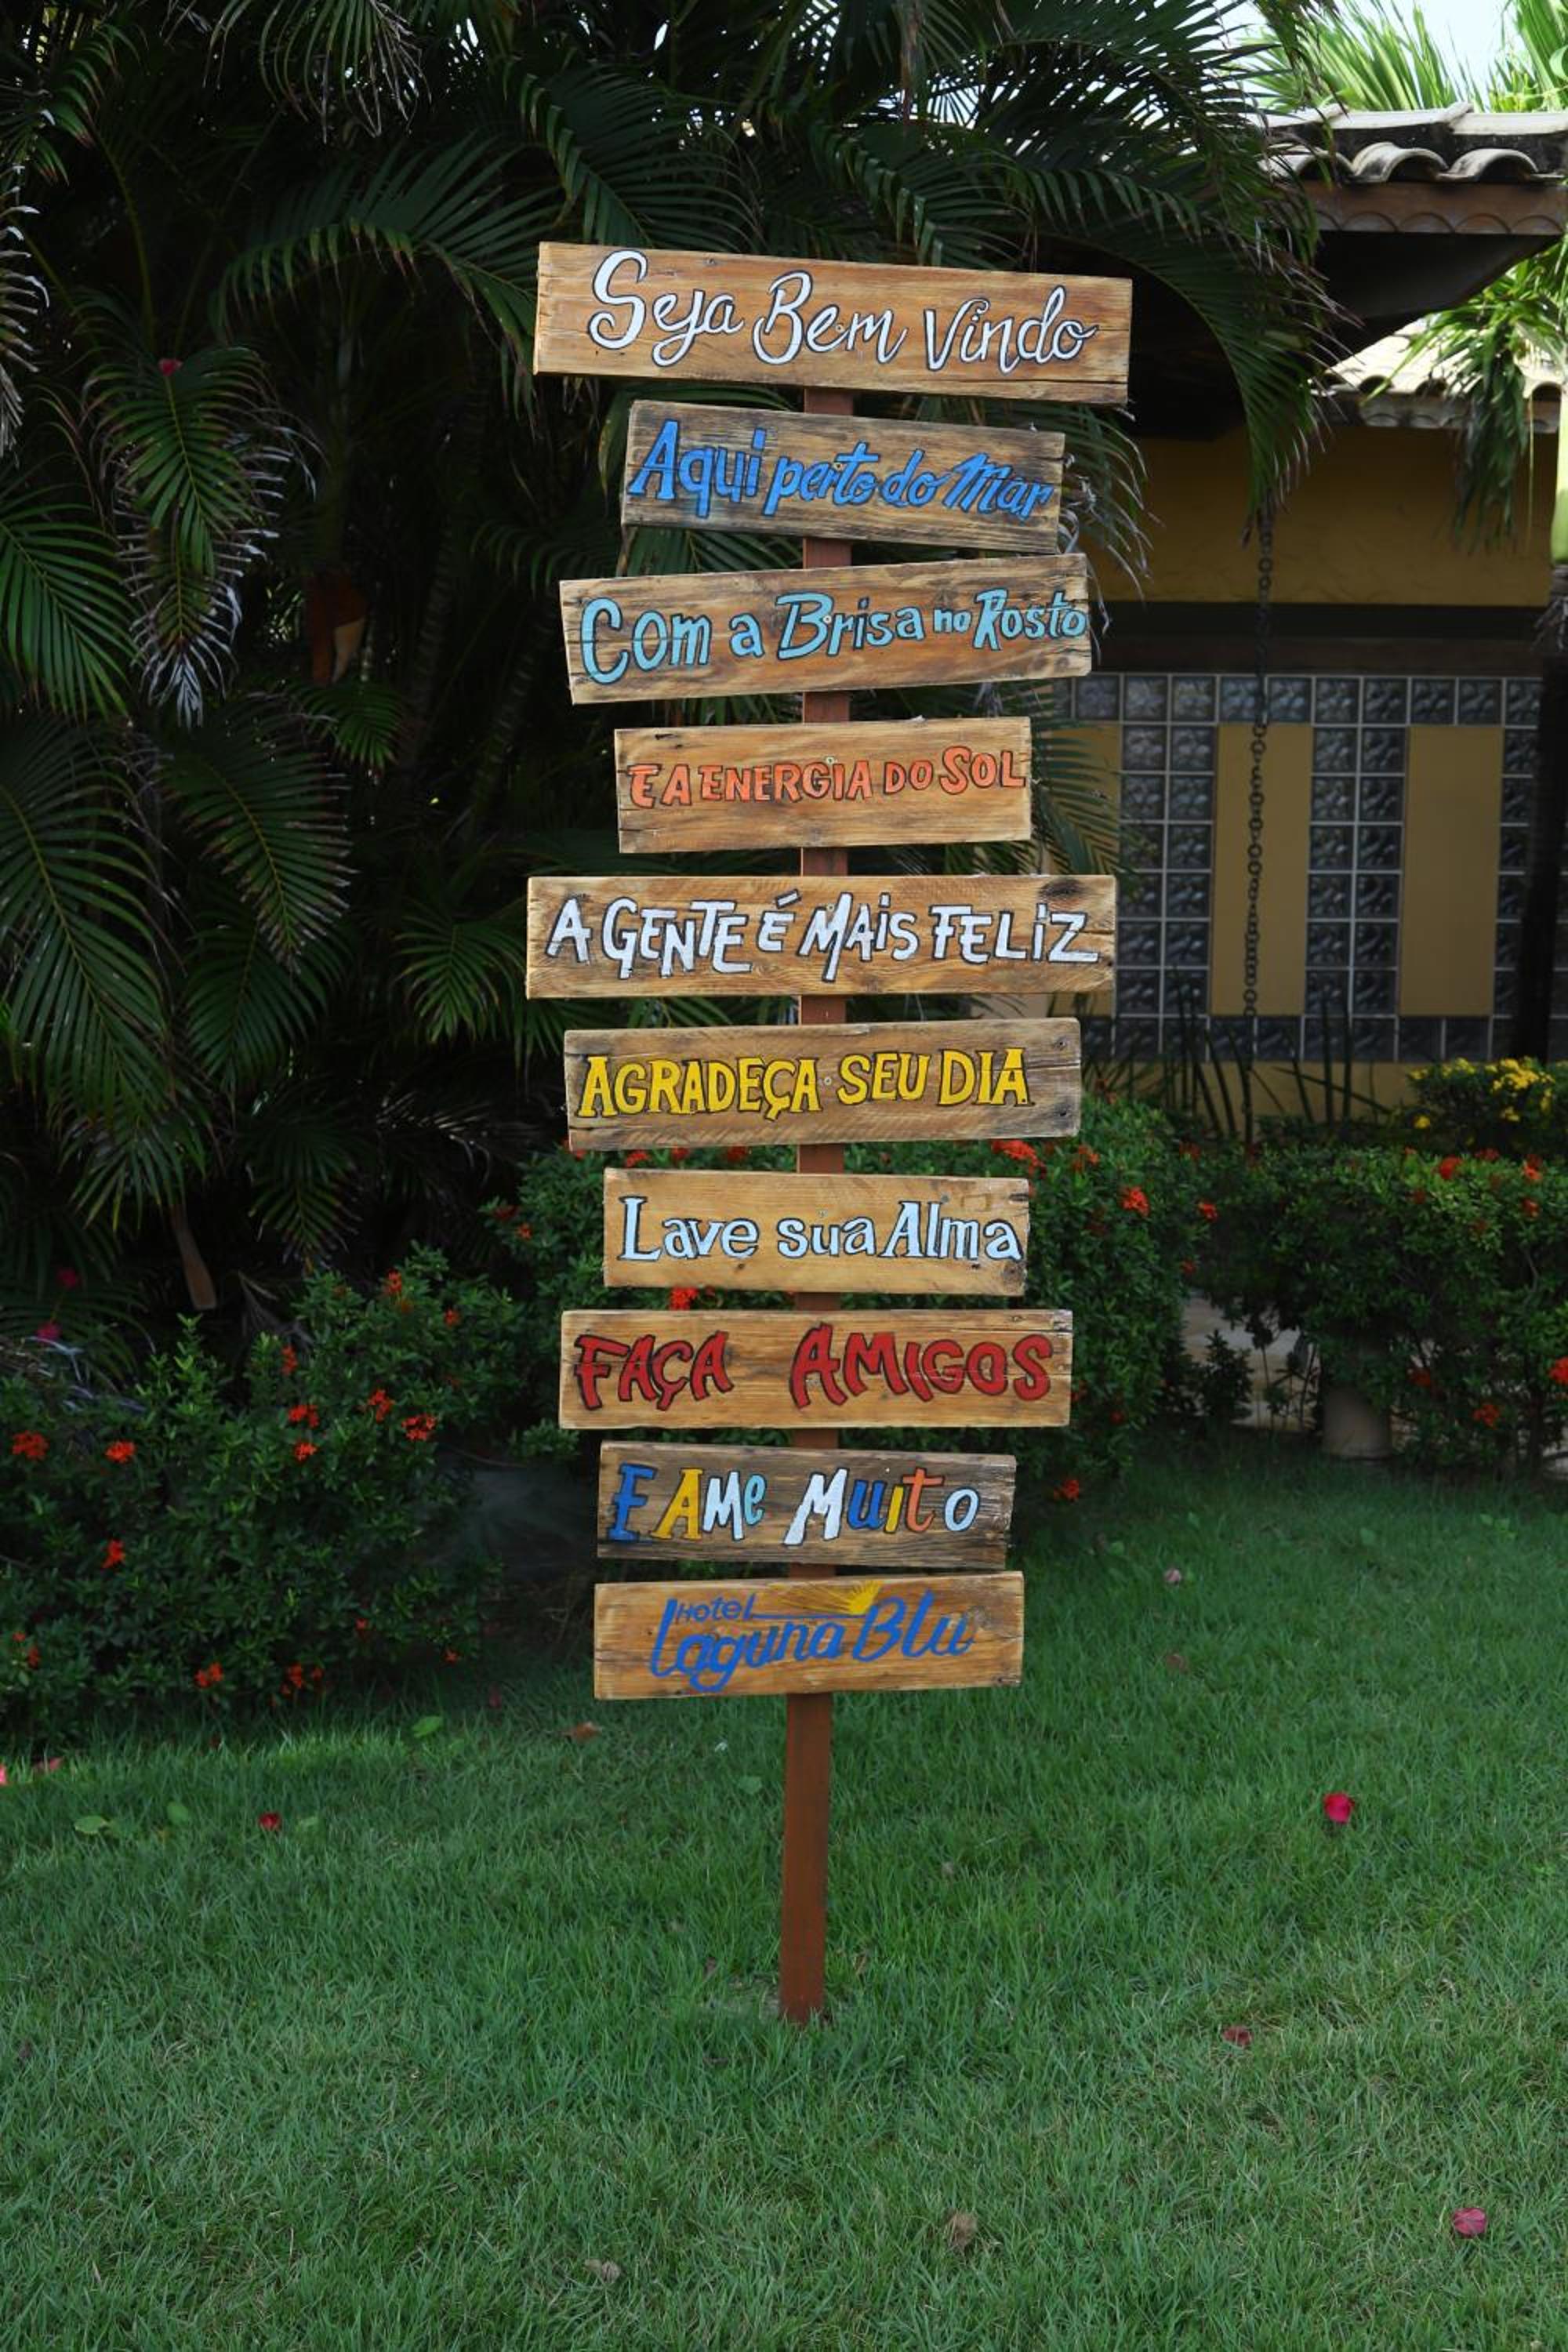 Seja Bem Vindo
Aqui perto do Mar
Com a Brisa no Rosto
E A ENERGIA DO SOL
A GENTE É MAiS FELiZ
AGRADEÇA SEU DIA
Lave sua Alma
FAÇA AMIGOS
E AMe MuiTO
HoteL
Laguna Blu